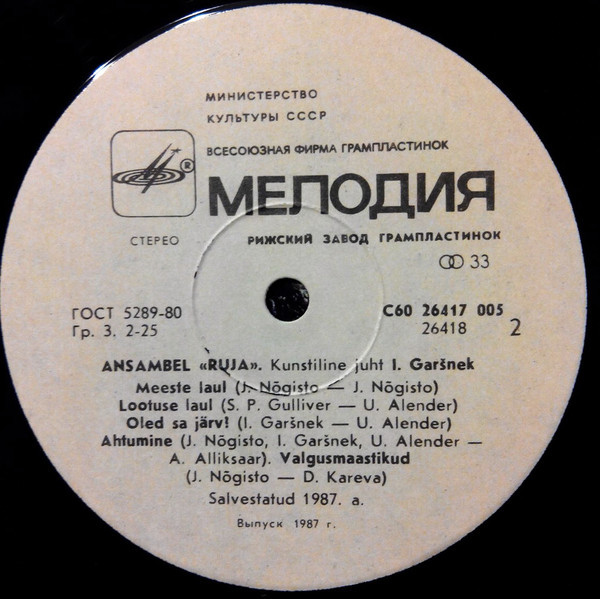 МИНИСТЕРСТВО
КУЛЬТУРЫ СССР
ВСЕСОЮЗНАЯ ФИРМА ГРАМПЛАСТИНОК
®
МЕЛОДИЯ
СТЕРЕО
РИЖСКИЙ ЗАВОД ГРАМПЛАСТИНОК
33
ГОСТ 5289-80
Гр. 3. 2-25
С60 26417 005
26418
2
ANSAMBEL «RUJA». Kunstiline juht I. Garšnek
Meeste laul (J. Nõgisto — J. Nõgisto)
Lootuse laul (S. P. Gulliver — U. Alender)
Oled sa järv! (I. Garšnek — U. Alender)
Ahtumine (J. Nõgisto, I. Garšnek, U. Alender —
A. Alliksaar). Valgusmaastikud
(J. Nõgisto — D. Kareva)
Salvestatud 1987. a.
Выпуск 1987 г.